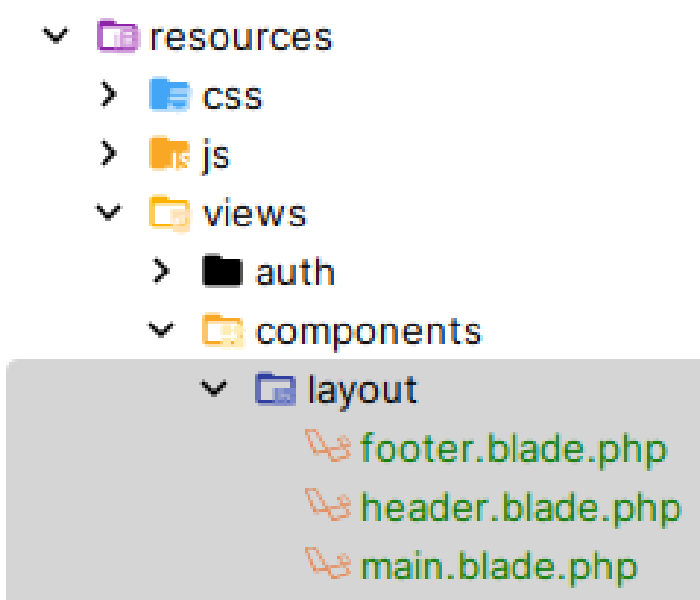 resources
css
js
views
auth
components
layout
footer.blade.php
header.blade.php
main.blade.php